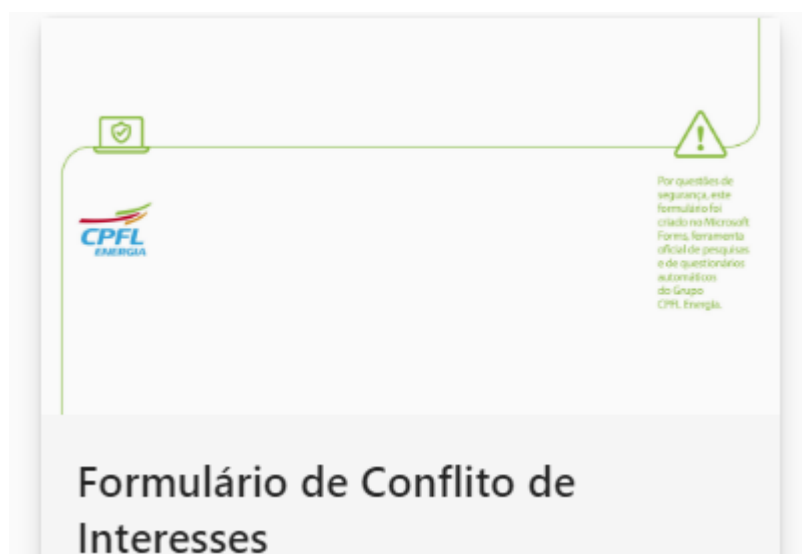 CPFL
ENERGIA
Por questões de
segurança, este
formulário foi
criado no Microsoft
Forms, ferramenta
oficial de pesquisas
e de questionários
automáticos
do Grupo
CPFL Energia.
Formulário de Conflito de
Interesses